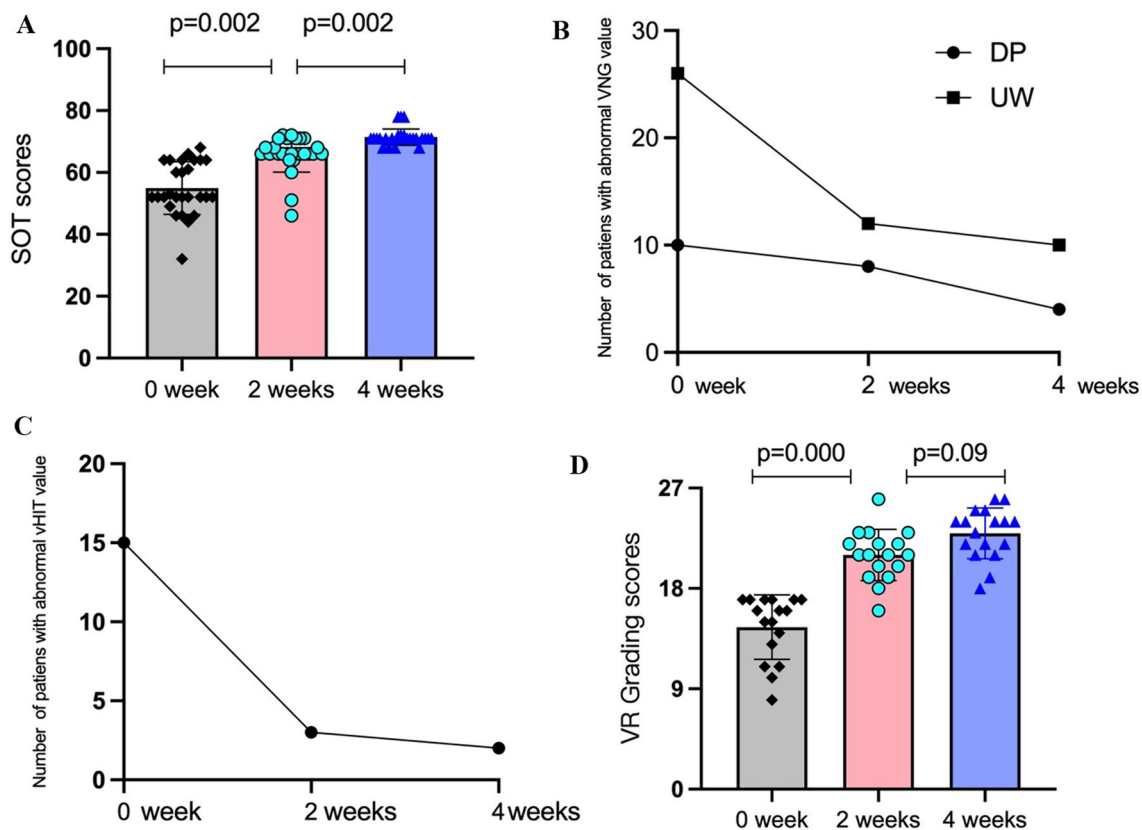 A
p=0.002 p=0.002
SOT scores
100
80
60
40
20
0
0 week 2 weeks 4 weeks
B
Number of patiens with abnormal VNG value
30
20
10
0
DP
UW
0 week 2 weeks 4 weeks
C
Number of patiens with abnormal vHIT value
20
15
10
5
0
0 week 2 weeks 4 weeks
D
p=0.000 p=0.09
VR Grading scores
27
18
9
0
0 week 2 weeks 4 weeks